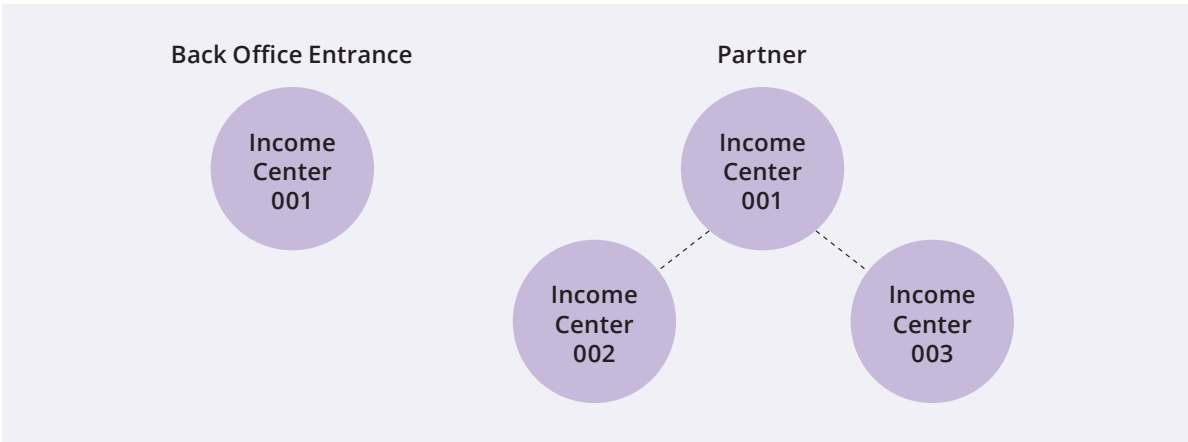 Back Office Entrance
Partner
Income
Center
001
Income
Center
001
Income
Center
002
Income
Center
003